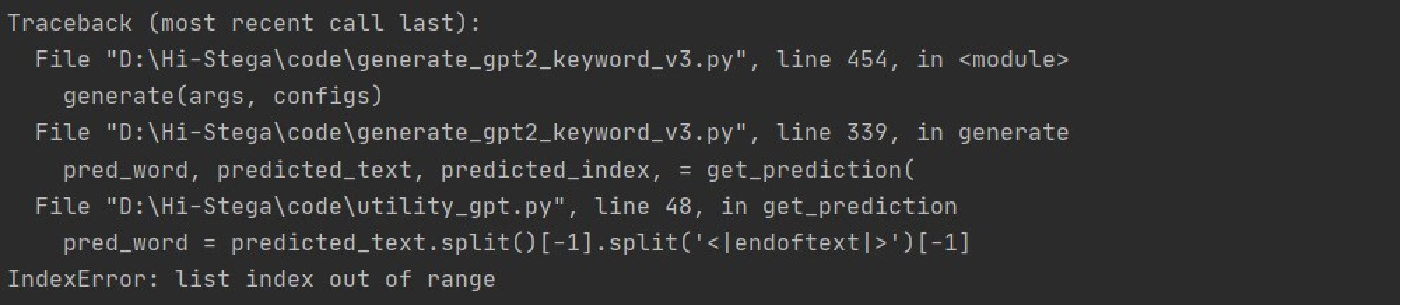 Traceback (most recent call last):
  File "D:\Hi-Stega\code\generate_gpt2_keyword_v3.py", line 454, in <module>
    generate(args, configs)
  File "D:\Hi-Stega\code\generate_gpt2_keyword_v3.py", line 339, in generate
    pred_word, predicted_text, predicted_index, = get_prediction(
  File "D:\Hi-Stega\code\utility_gpt.py", line 48, in get_prediction
    pred_word = predicted_text.split()[-1].split('<|endoftext|>')[-1]
IndexError: list index out of range